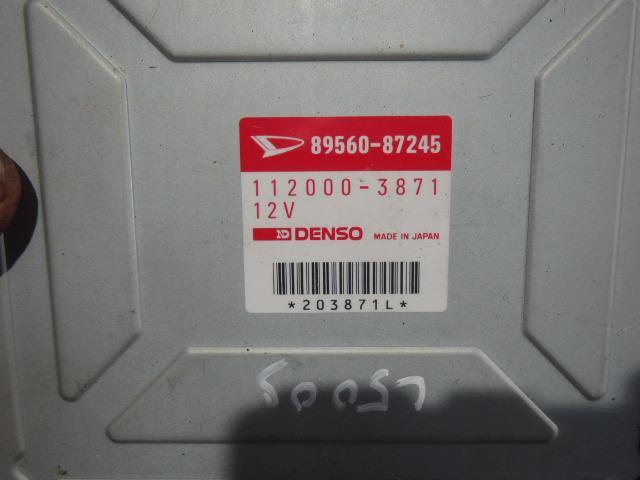 89560-87245
112000-3871
12V
DENSO MADE IN JAPAN
*203871L*